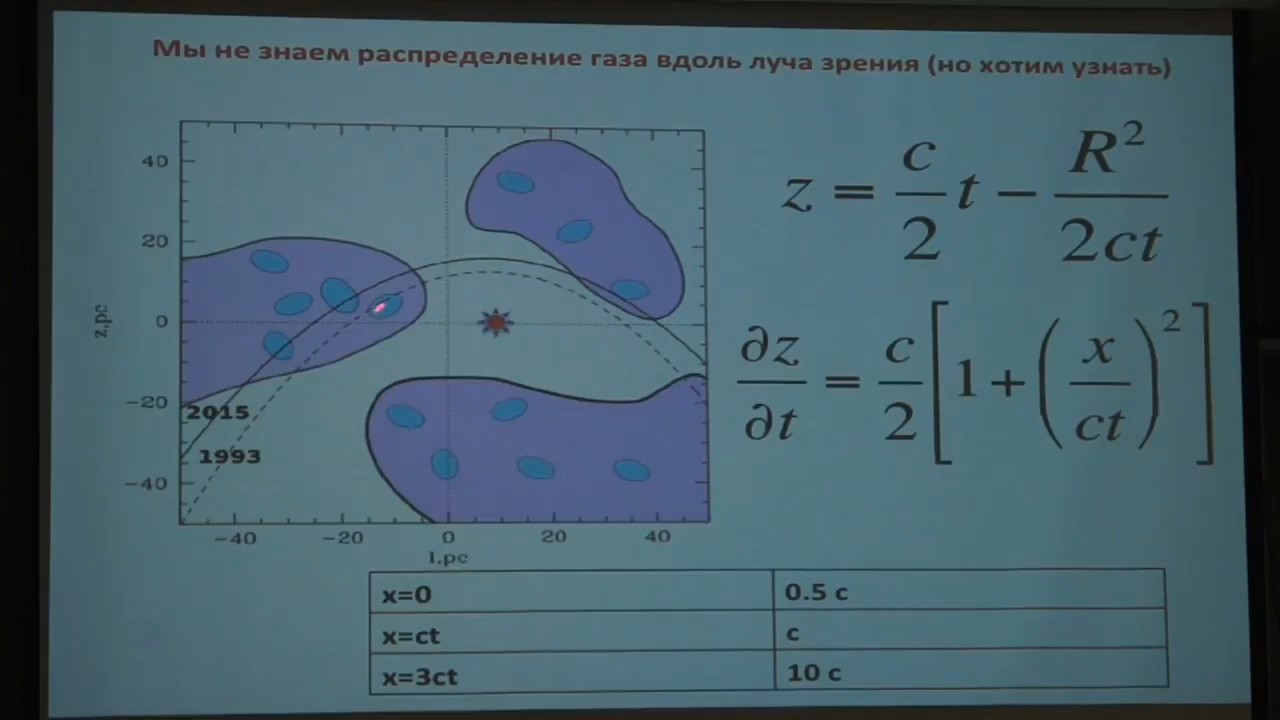 Мы не знаем распределение газа вдоль луча зрения (но хотим узнать)
40
20
0
−20
−40
z,pc
2015
1993
−40 −20 0 20 40
l,pc
z = c/2 t − R²/2ct
∂z/∂t = c/2 [1+(x/ct)²]
x=0 0.5 c
x=ct c
x=3ct 10 c